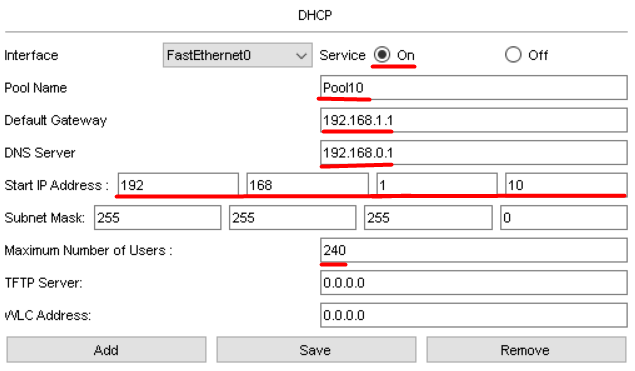 DHCP
Interface FastEthernet0 Service On Off
Pool Name Pool10
Default Gateway 192.168.1.1
DNS Server 192.168.0.1
Start IP Address : 192 168 1 10
Subnet Mask: 255 255 255 0
Maximum Number of Users : 240
TFTP Server: 0.0.0.0
WLC Address: 0.0.0.0
Add Save Remove